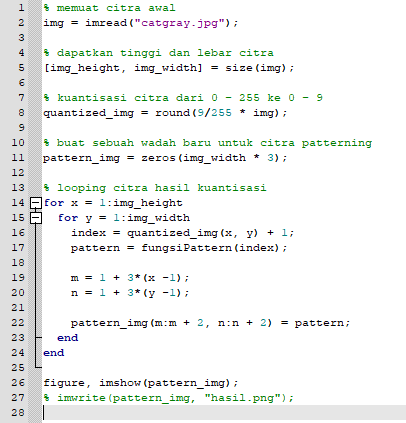 1 % memuat citra awal
2 img = imread("catgray.jpg");
3
4 % dapatkan tinggi dan lebar citra
5 [img_height, img_width] = size(img);
6
7 % kuantisasi citra dari 0 - 255 ke 0 - 9
8 quantized_img = round(9/255 * img);
9
10 % buat sebuah wadah baru untuk citra patterning
11 pattern_img = zeros(img_width * 3);
12
13 % looping citra hasil kuantisasi
14 for x = 1:img_height
15   for y = 1:img_width
16     index = quantized_img(x, y) + 1;
17     pattern = fungsiPattern(index);
18
19     m = 1 + 3*(x -1);
20     n = 1 + 3*(y -1);
21
22     pattern_img(m:m + 2, n:n + 2) = pattern;
23   end
24 end
25
26 figure, imshow(pattern_img);
27 % imwrite(pattern_img, "hasil.png");
28